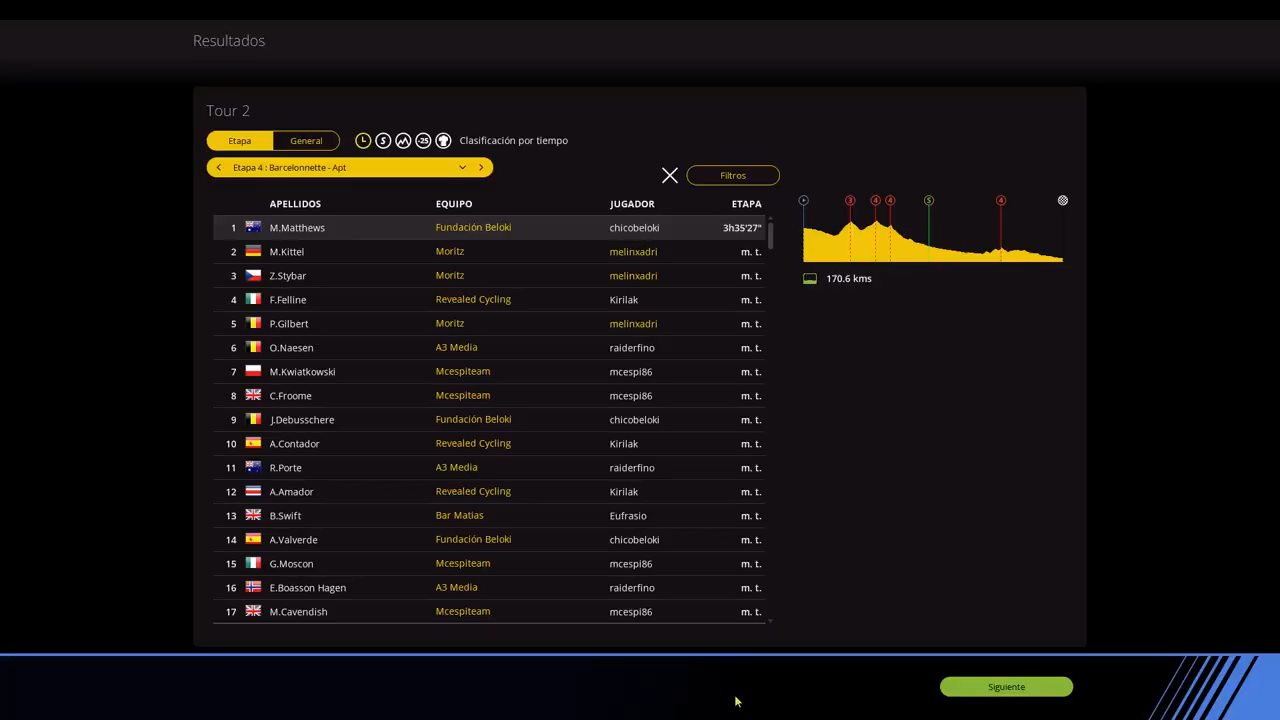 Resultados
Tour 2
Etapa General S -25 Clasificación por tiempo
Etapa 4 : Barcelonnette - Apt
Filtros
APELLIDOS EQUIPO JUGADOR ETAPA
1 M.Matthews Fundación Beloki chicobeloki 3h35'27"
2 M.Kittel Moritz melinxadri m. t.
3 Z.Stybar Moritz melinxadri m. t.
4 F.Felline Revealed Cycling Kirilak m. t.
5 P.Gilbert Moritz melinxadri m. t.
6 O.Naesen A3 Media raiderfino m. t.
7 M.Kwiatkowski Mcespiteam mcespi86 m. t.
8 C.Froome Mcespiteam mcespi86 m. t.
9 J.Debusschere Fundación Beloki chicobeloki m. t.
10 A.Contador Revealed Cycling Kirilak m. t.
11 R.Porte A3 Media raiderfino m. t.
12 A.Amador Revealed Cycling Kirilak m. t.
13 B.Swift Bar Matias Eufrasio m. t.
14 A.Valverde Fundación Beloki chicobeloki m. t.
15 G.Moscon Mcespiteam mcespi86 m. t.
16 E.Boasson Hagen A3 Media raiderfino m. t.
17 M.Cavendish Mcespiteam mcespi86 m. t.
3 4 4 S 4
170.6 kms
Siguiente